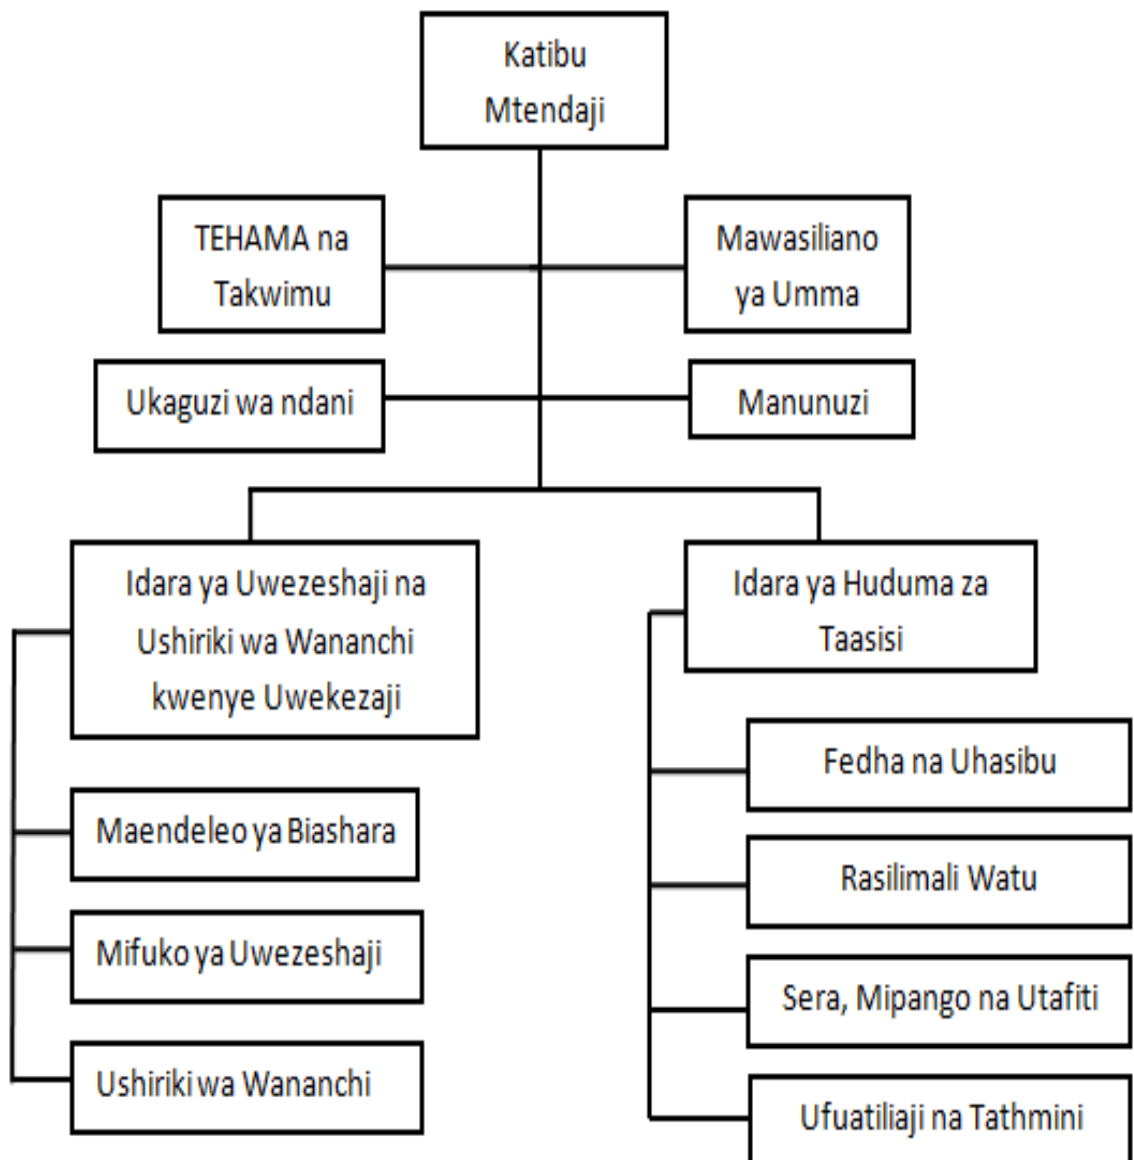 Katibu
Mtendaji
TEHAMA na
Takwimu
Mawasiliano
ya Umma
Ukaguzi wa ndani
Manunuzi
Idara ya Uwezeshaji na
Ushiriki wa Wananchi
kwenye Uwekezaji
Idara ya Huduma za
Taasisi
Maendeleo ya Biashara
Mifuko ya Uwezeshaji
Ushiriki wa Wananchi
Fedha na Uhasibu
Rasilimali Watu
Sera, Mipango na Utafiti
Ufuatiliaji na Tathmini